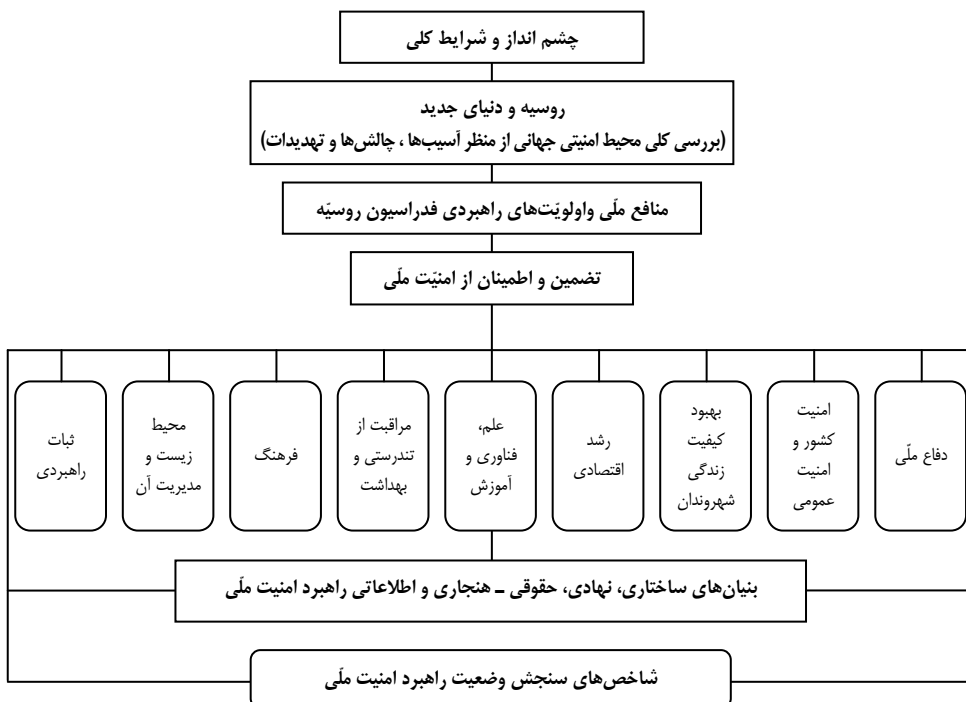 چشم انداز و شرایط کلی
روسیه و دنیای جدید
(بررسی کلی محیط امنیتی جهانی از منظر آسیب‌ها ، چالش‌ها و تهدیدات)
منافع ملّی واولویّت‌های راهبردی فدراسیون روسیّه
تضمین و اطمینان از امنیّت ملّی
دفاع ملّی
امنیت
کشور و
امنیت
عمومی
بهبود
کیفیت
زندگی
شهروندان
رشد
اقتصادی
علم،
فناوری و
آموزش
مراقبت از
تندرستی و
بهداشت
فرهنگ
محیط
زیست و
مدیریت آن
ثبات
راهبردی
بنیان‌های ساختاری، نهادی، حقوقی ـ هنجاری و اطلاعاتی راهبرد امنیت ملّی
شاخص‌های سنجش وضعیت راهبرد امنیت ملّی